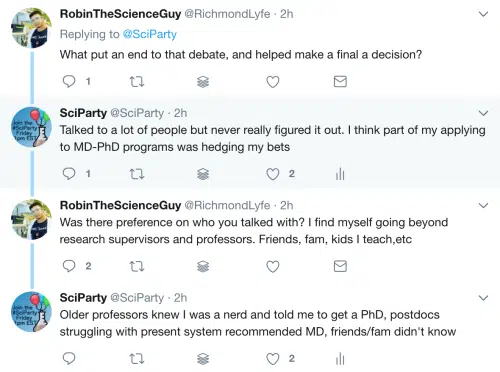 RobinTheScienceGuy @RichmondLyfe · 2h
Replying to @SciParty
What put an end to that debate, and helped make a final a decision?
1
SciParty @SciParty · 2h
Talked to a lot of people but never really figured it out. I think part of my applying
to MD-PhD programs was hedging my bets
1 2
RobinTheScienceGuy @RichmondLyfe · 2h
Was there preference on who you talked with? I find myself going beyond
research supervisors and professors. Friends, fam, kids I teach,etc
2
SciParty @SciParty · 2h
Older professors knew I was a nerd and told me to get a PhD, postdocs
struggling with present system recommended MD, friends/fam didn't know
2